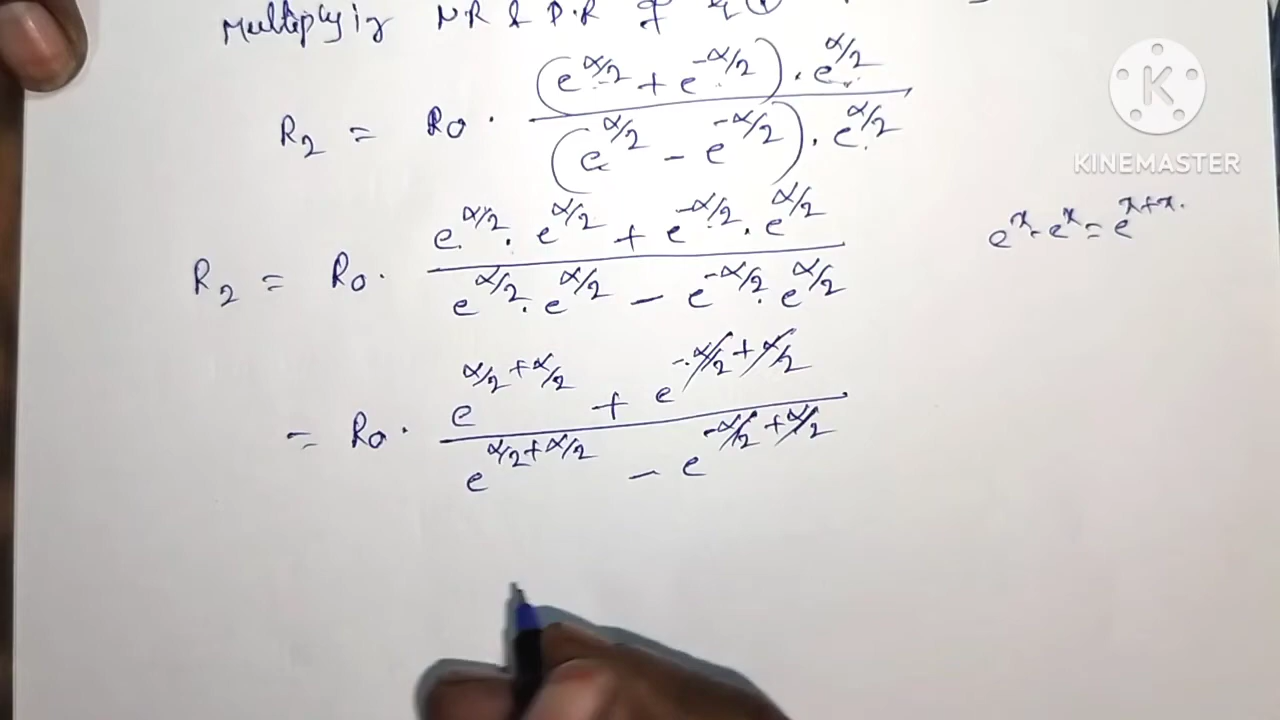 Multiplying N.R & D.R of
R₂ = R₀ · (e^{α/2} + e^{-α/2}) · e^{α/2} / (e^{α/2} - e^{-α/2}) · e^{α/2}
KINEMASTER
R₂ = R₀ · e^{α/2} · e^{α/2} + e^{-α/2} · e^{α/2} / e^{α/2} · e^{α/2} - e^{-α/2} · e^{α/2}
e^x · e^x = e^{x+x}.
= R₀ · e^{α/2+α/2} + e^{-α/2+α/2} / e^{α/2+α/2} - e^{-α/2+α/2}